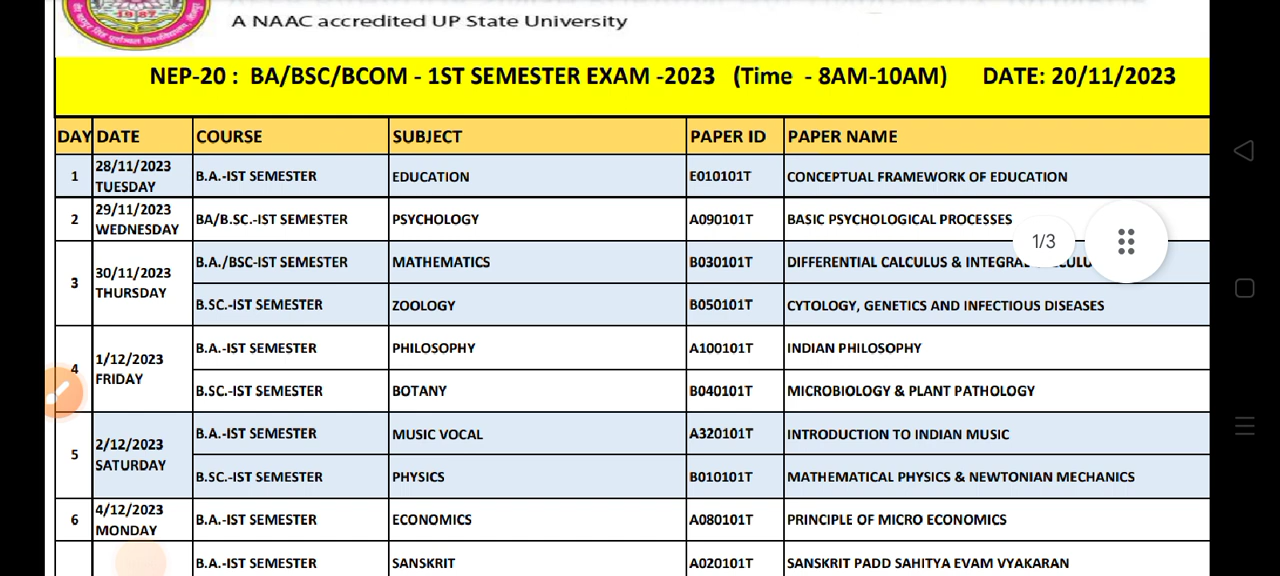 1987
A NAAC accredited UP State University
NEP-20 : BA/BSC/BCOM - 1ST SEMESTER EXAM -2023 (Time - 8AM-10AM) DATE: 20/11/2023
DAY DATE COURSE SUBJECT PAPER ID PAPER NAME
1 28/11/2023 TUESDAY B.A.-IST SEMESTER EDUCATION E010101T CONCEPTUAL FRAMEWORK OF EDUCATION
2 29/11/2023 WEDNESDAY BA/B.SC.-IST SEMESTER PSYCHOLOGY A090101T BASIC PSYCHOLOGICAL PROCESSES
1/3
3 30/11/2023 THURSDAY B.A./BSC-IST SEMESTER MATHEMATICS B030101T DIFFERENTIAL CALCULUS & INTEGRAL
B.SC.-IST SEMESTER ZOOLOGY B050101T CYTOLOGY, GENETICS AND INFECTIOUS DISEASES
4 1/12/2023 FRIDAY B.A.-IST SEMESTER PHILOSOPHY A100101T INDIAN PHILOSOPHY
B.SC.-IST SEMESTER BOTANY B040101T MICROBIOLOGY & PLANT PATHOLOGY
5 2/12/2023 SATURDAY B.A.-IST SEMESTER MUSIC VOCAL A320101T INTRODUCTION TO INDIAN MUSIC
B.SC.-IST SEMESTER PHYSICS B010101T MATHEMATICAL PHYSICS & NEWTONIAN MECHANICS
6 4/12/2023 MONDAY B.A.-IST SEMESTER ECONOMICS A080101T PRINCIPLE OF MICRO ECONOMICS
B.A.-IST SEMESTER SANSKRIT A020101T SANSKRIT PADD SAHITYA EVAM VYAKARAN